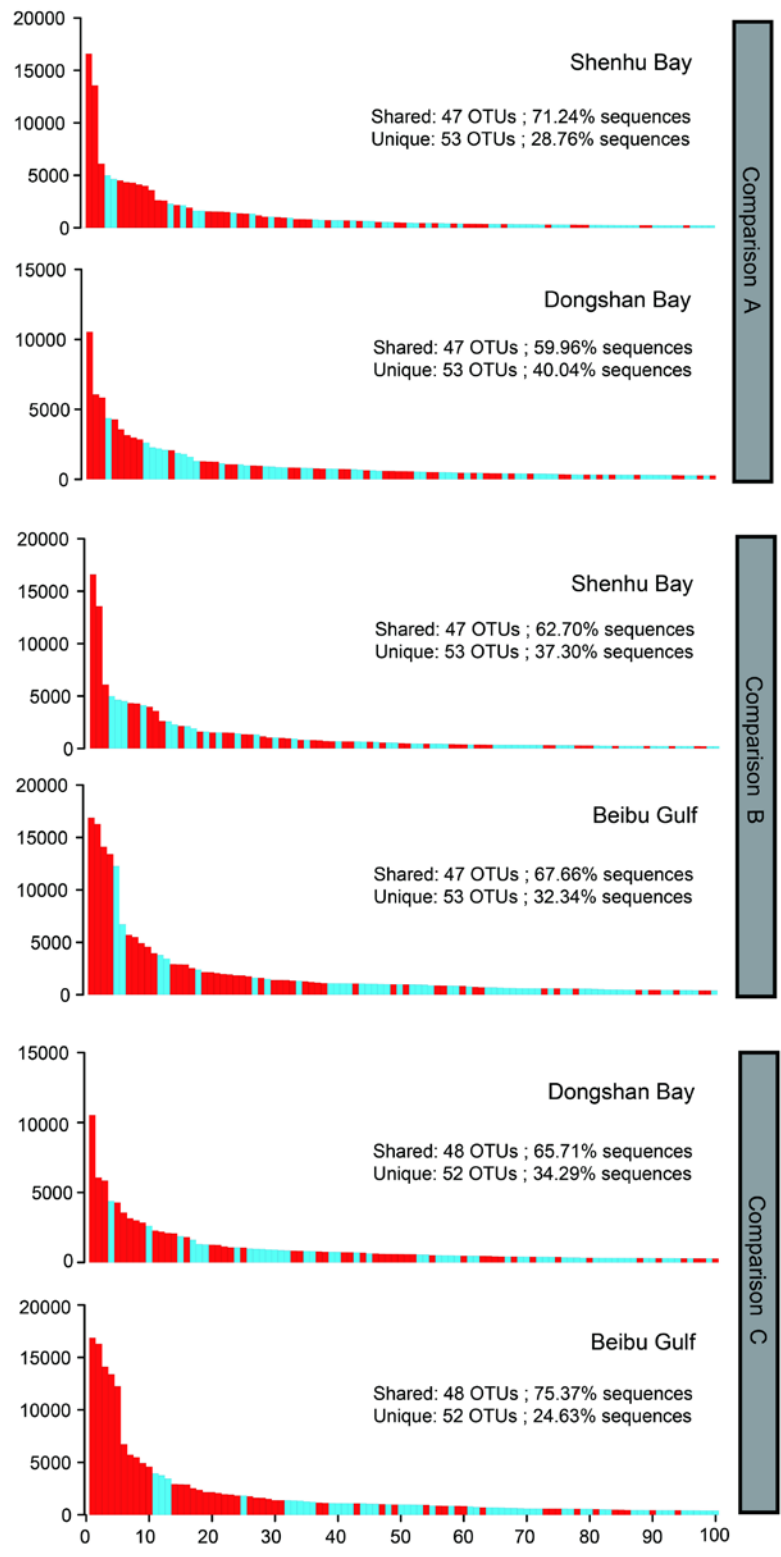 20000
15000
10000
5000
0
Shenhu Bay
Shared: 47 OTUs ; 71.24% sequences
Unique: 53 OTUs ; 28.76% sequences
15000
10000
5000
0
Dongshan Bay
Shared: 47 OTUs ; 59.96% sequences
Unique: 53 OTUs ; 40.04% sequences
Comparison A
20000
15000
10000
5000
0
Shenhu Bay
Shared: 47 OTUs ; 62.70% sequences
Unique: 53 OTUs ; 37.30% sequences
20000
15000
10000
5000
0
Beibu Gulf
Shared: 47 OTUs ; 67.66% sequences
Unique: 53 OTUs ; 32.34% sequences
Comparison B
15000
10000
5000
0
Dongshan Bay
Shared: 48 OTUs ; 65.71% sequences
Unique: 52 OTUs ; 34.29% sequences
20000
15000
10000
5000
0
Beibu Gulf
Shared: 48 OTUs ; 75.37% sequences
Unique: 52 OTUs ; 24.63% sequences
Comparison C
0 10 20 30 40 50 60 70 80 90 100